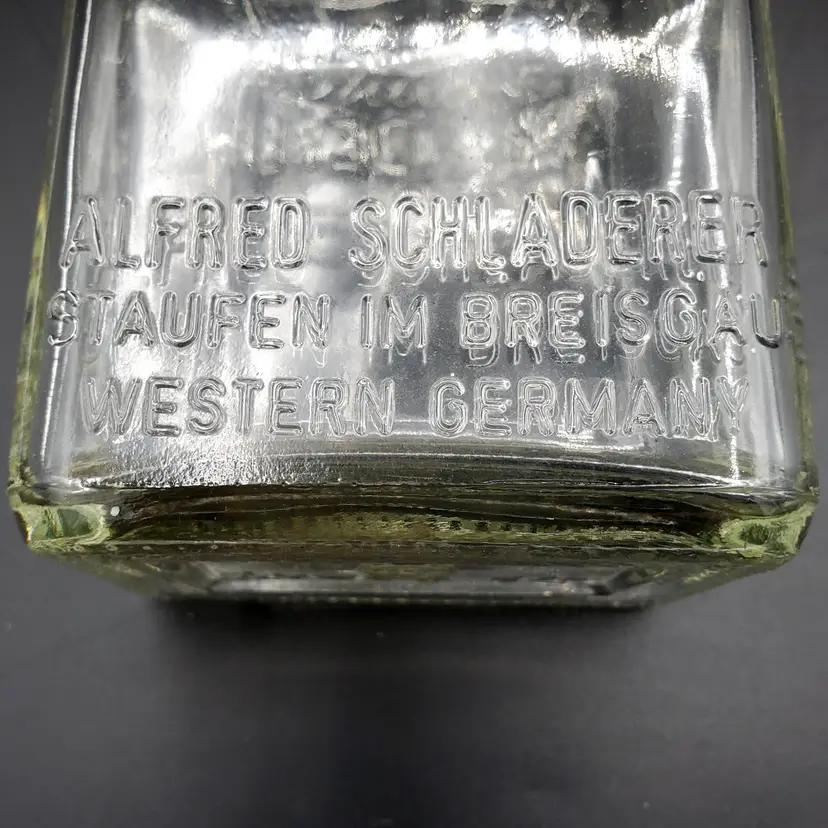 ALFRED SCHLADERER
STAUFEN IM BREISGAU
WESTERN GERMANY